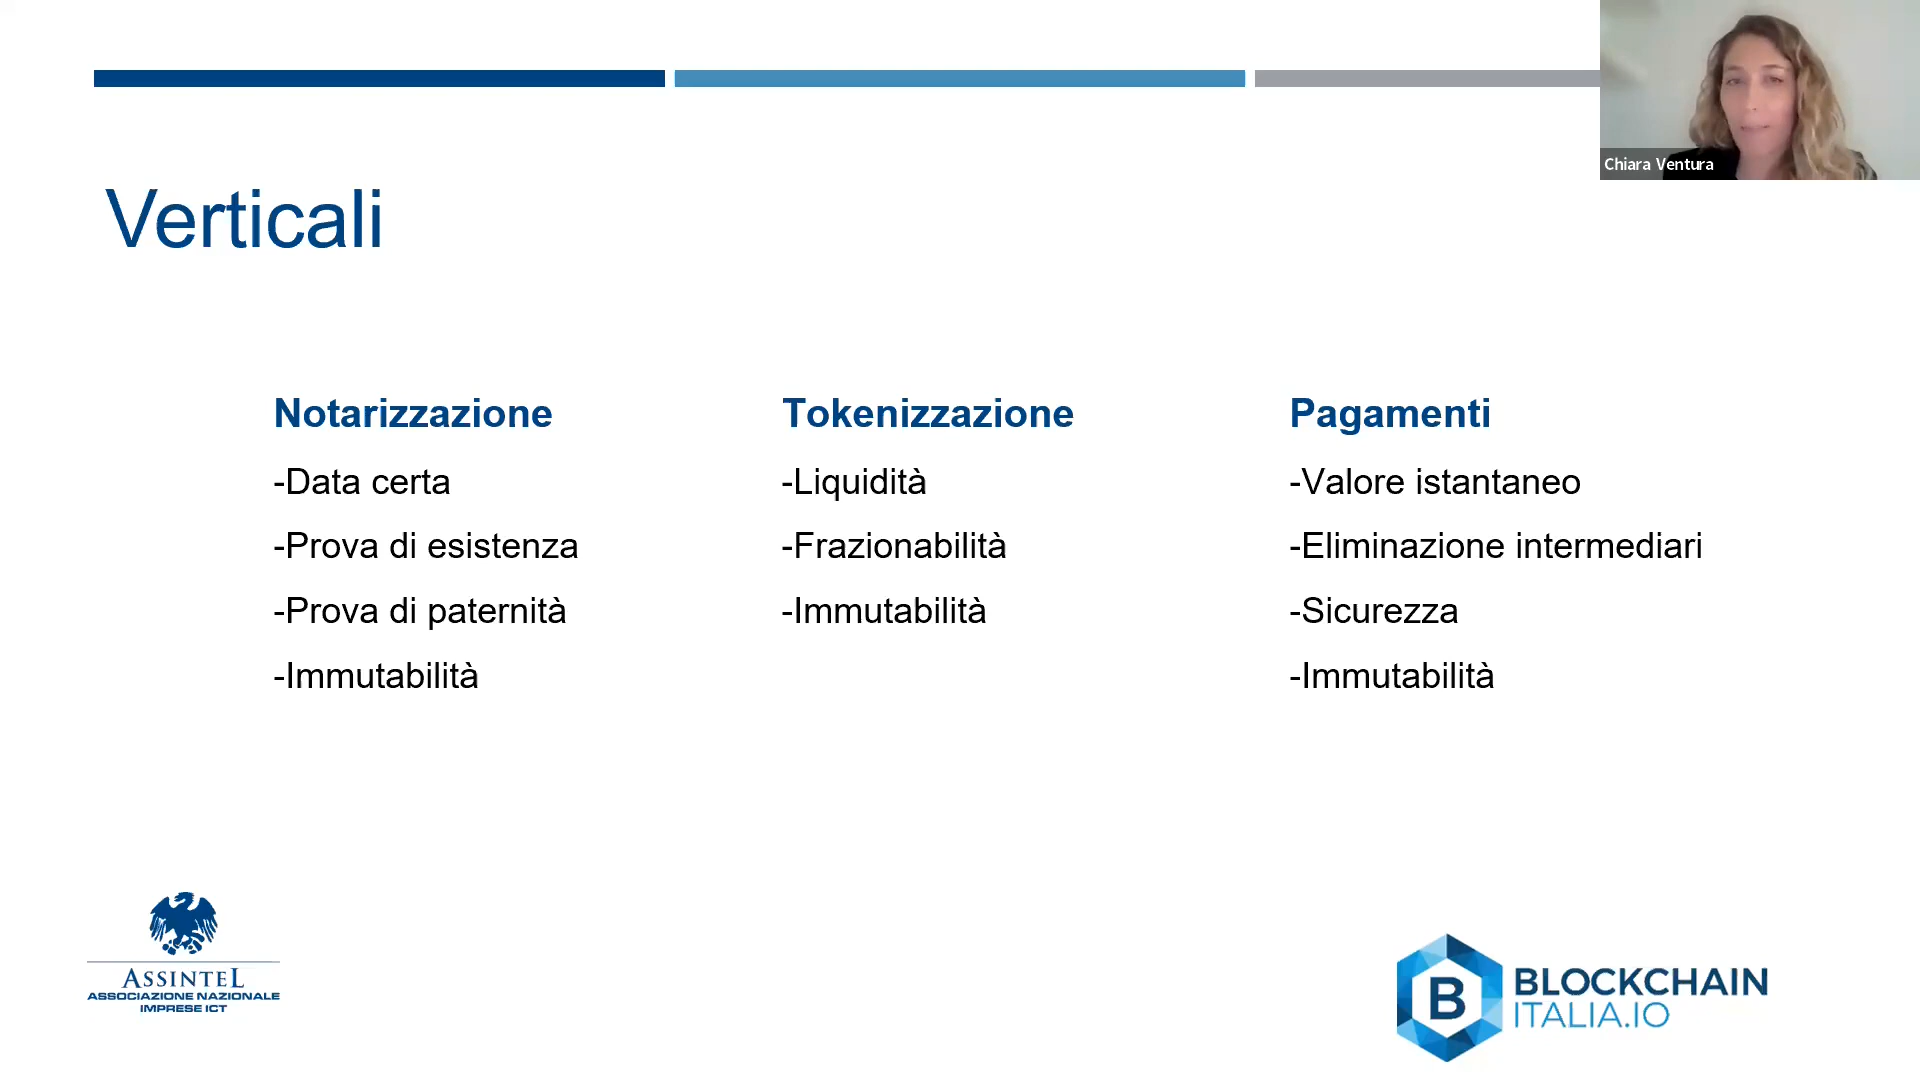 Chiara Ventura
Verticali
Notarizzazione
-Data certa
-Prova di esistenza
-Prova di paternità
-Immutabilità
Tokenizzazione
-Liquidità
-Frazionabilità
-Immutabilità
Pagamenti
-Valore istantaneo
-Eliminazione intermediari
-Sicurezza
-Immutabilità
ASSINTEL
ASSOCIAZIONE NAZIONALE
IMPRESE ICT
B
BLOCKCHAIN
ITALIA.IO